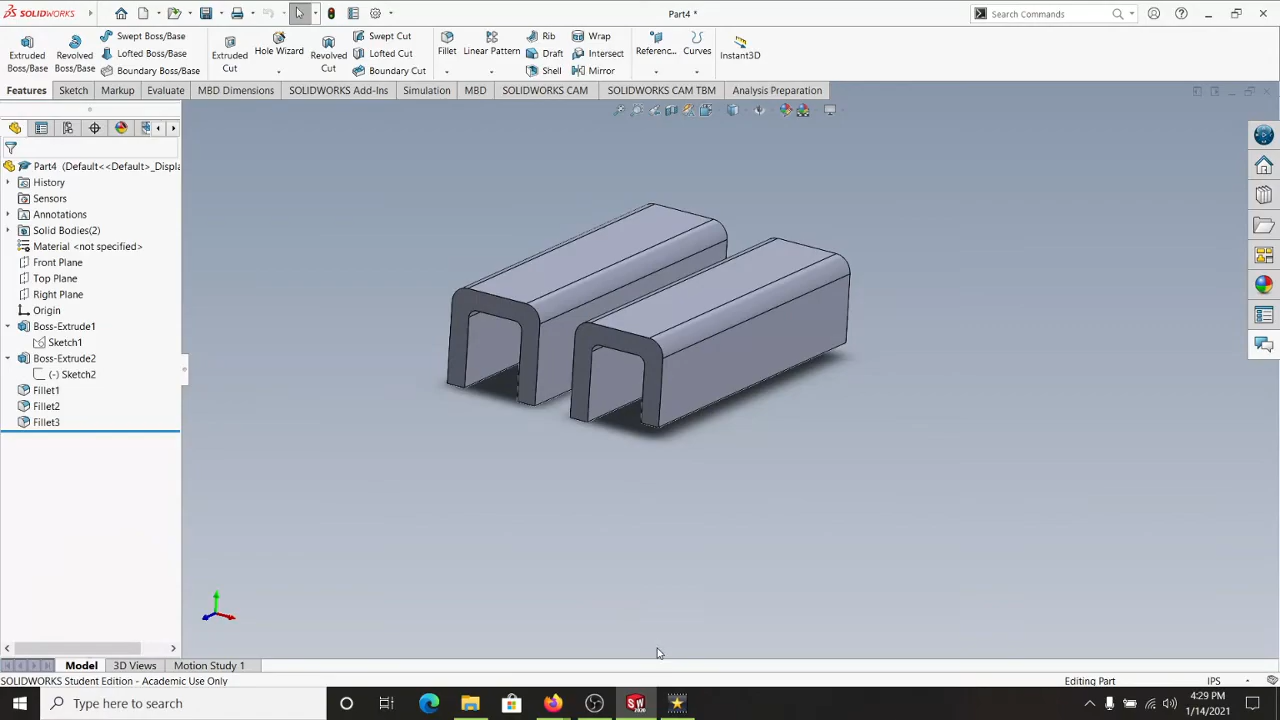 SOLIDWORKS
Part4 *
Search Commands
Extruded Boss/Base
Revolved Boss/Base
Swept Boss/Base
Lofted Boss/Base
Boundary Boss/Base
Extruded Cut
Hole Wizard
Revolved Cut
Swept Cut
Lofted Cut
Boundary Cut
Fillet
Linear Pattern
Rib
Draft
Shell
Wrap
Intersect
Mirror
Referenc...
Curves
Instant3D
Features Sketch Markup Evaluate MBD Dimensions SOLIDWORKS Add-Ins Simulation MBD SOLIDWORKS CAM SOLIDWORKS CAM TBM Analysis Preparation
Part4 (Default<<Default>_Displa
History
Sensors
Annotations
Solid Bodies(2)
Material <not specified>
Front Plane
Top Plane
Right Plane
Origin
Boss-Extrude1
Sketch1
Boss-Extrude2
(-) Sketch2
Fillet1
Fillet2
Fillet3
Model 3D Views Motion Study 1
SOLIDWORKS Student Edition - Academic Use Only
Editing Part
IPS
Type here to search
SW
2020
4:29 PM
1/14/2021